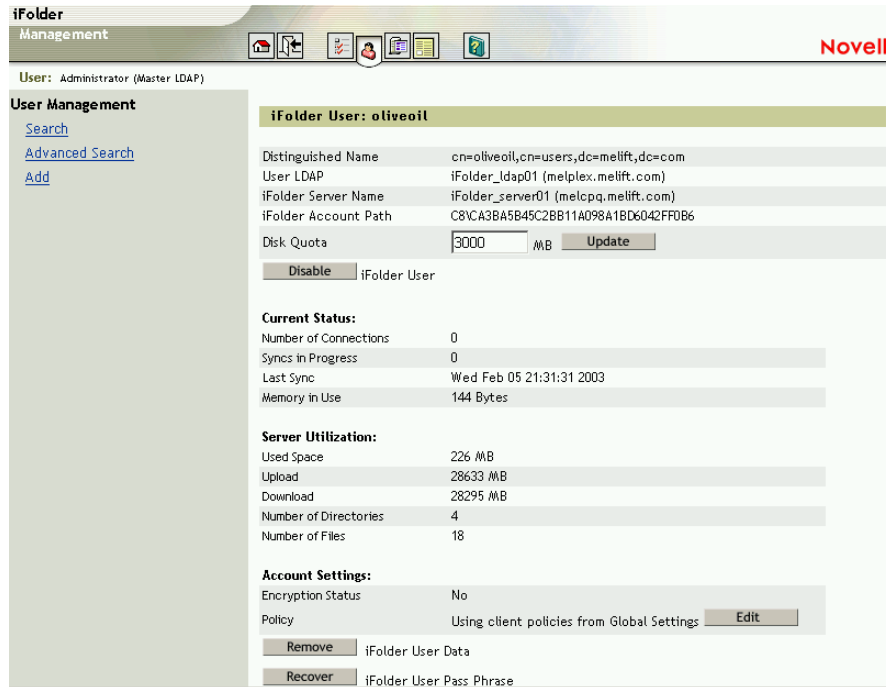 iFolder
Management
Novell
User: Administrator (Master LDAP)
User Management
Search
Advanced Search
Add
iFolder User: oliveoil
Distinguished Name cn=oliveoil,cn=users,dc=melift,dc=com
User LDAP iFolder_ldap01 (melplex.melift.com)
iFolder Server Name iFolder_server01 (melcpq.melift.com)
iFolder Account Path C8\CA3BA5B45C2BB11A098A1BD6042FF0B6
Disk Quota 3000 MB Update
Disable iFolder User
Current Status:
Number of Connections 0
Syncs in Progress 0
Last Sync Wed Feb 05 21:31:31 2003
Memory in Use 144 Bytes
Server Utilization:
Used Space 226 MB
Upload 28633 MB
Download 28295 MB
Number of Directories 4
Number of Files 18
Account Settings:
Encryption Status No
Policy Using client policies from Global Settings Edit
Remove iFolder User Data
Recover iFolder User Pass Phrase